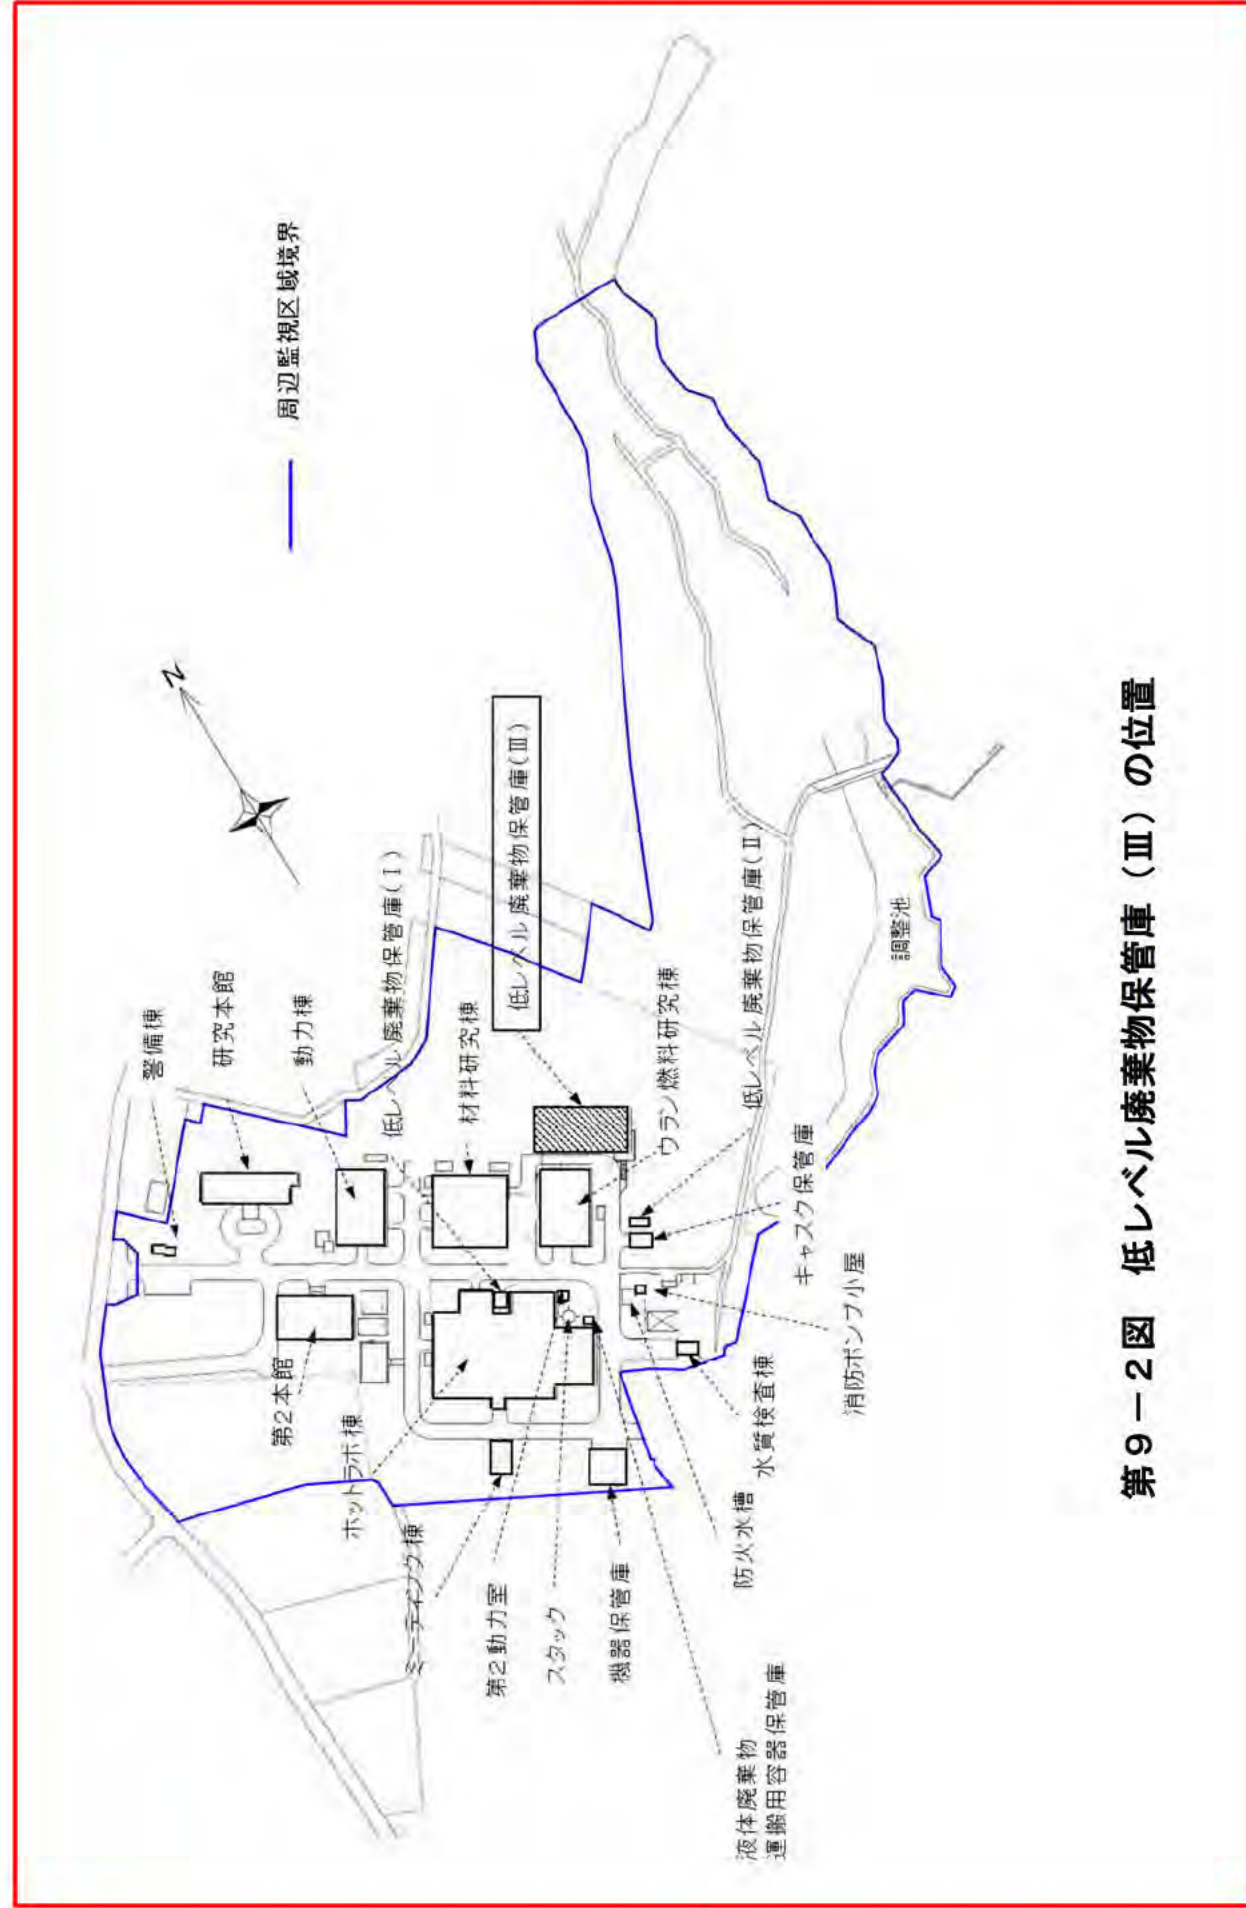 周辺監視区域境界
N
警備棟
研究本館
動力棟
低レベル廃棄物保管庫(Ⅰ)
材料研究棟
低レベル廃棄物保管庫(Ⅲ)
ウラン燃料研究棟
低レベル廃棄物保管庫(Ⅱ)
キャスク保管庫
調整池
消防ポンプ小屋
水質検査棟
防火水槽
第2本館
ホットラボ棟
ミーティング棟
第2動力室
スタック
機器保管庫
液体廃棄物
運搬用容器保管庫
第9-2図 低レベル廃棄物保管庫(Ⅲ)の位置